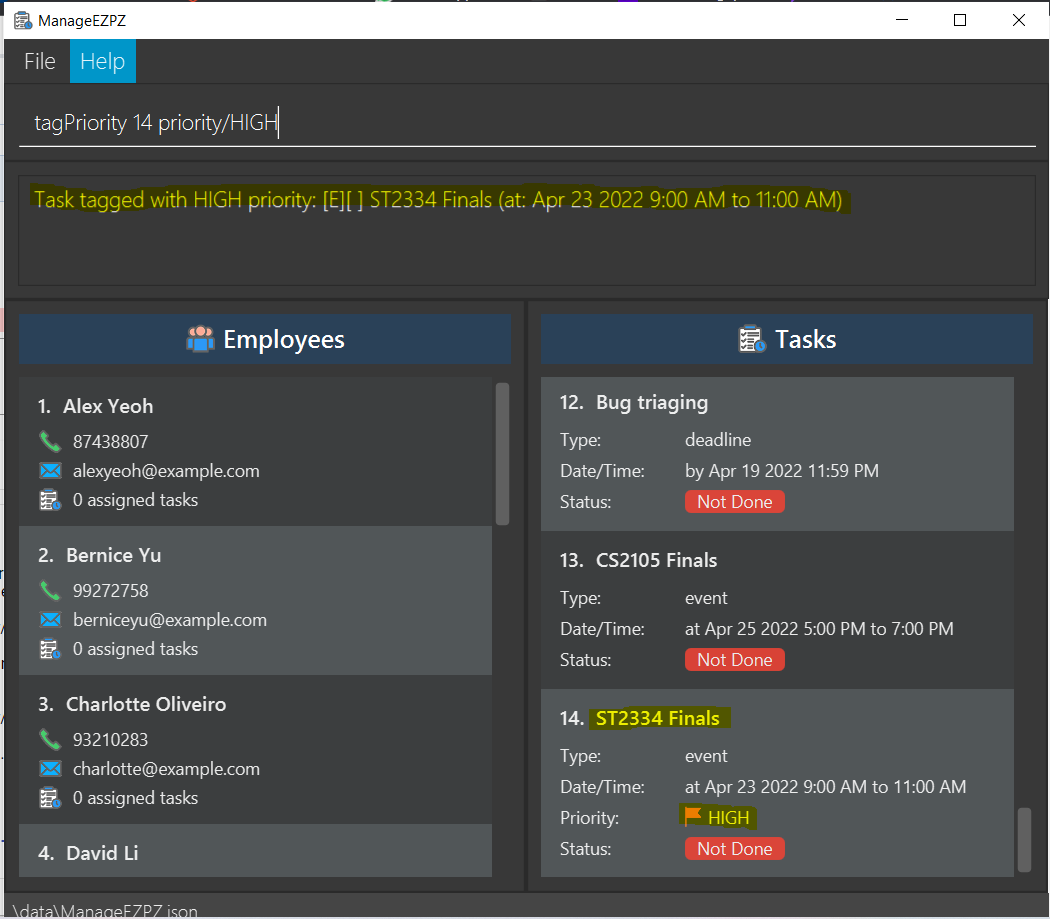 ManageEZPZ
File Help
tagPriority 14 priority/HIGH
Task tagged with HIGH priority: [E][ ] ST2334 Finals (at: Apr 23 2022 9:00 AM to 11:00 AM)
Employees
1. Alex Yeoh
87438807
alexyeoh@example.com
0 assigned tasks
2. Bernice Yu
99272758
berniceyu@example.com
0 assigned tasks
3. Charlotte Oliveiro
93210283
charlotte@example.com
0 assigned tasks
4. David Li
Tasks
12. Bug triaging
Type: deadline
Date/Time: by Apr 19 2022 11:59 PM
Status: Not Done
13. CS2105 Finals
Type: event
Date/Time: at Apr 25 2022 5:00 PM to 7:00 PM
Status: Not Done
14. ST2334 Finals
Type: event
Date/Time: at Apr 23 2022 9:00 AM to 11:00 AM
Priority: HIGH
Status: Not Done
\data\ManageEZPZ.json